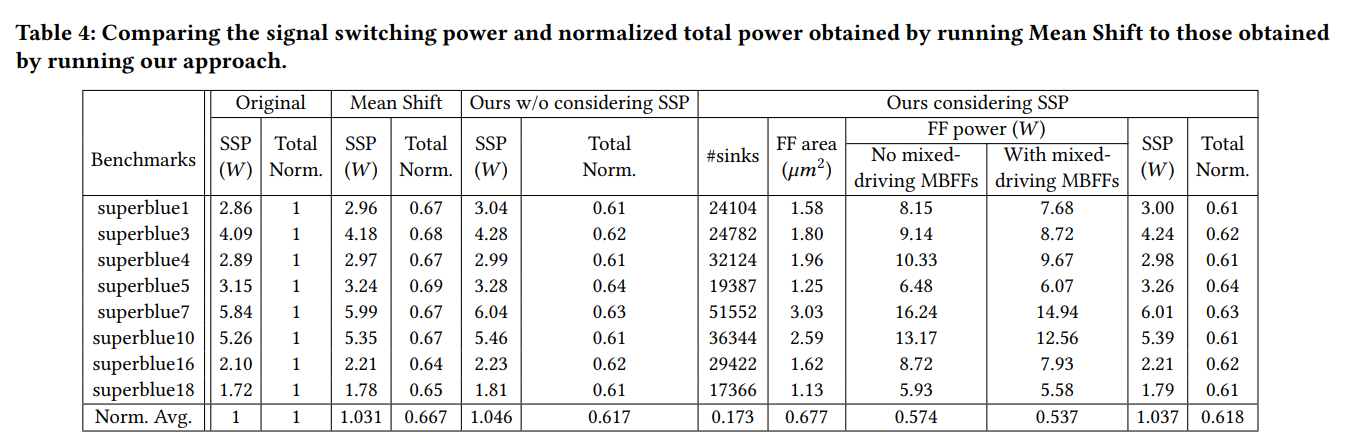 Table 4: Comparing the signal switching power and normalized total power obtained by running Mean Shift to those obtained
by running our approach.
Benchmarks Original Mean Shift Ours w/o considering SSP Ours considering SSP
SSP (W) Total Norm. SSP (W) Total Norm. SSP (W) Total Norm. #sinks FF area (μm²) FF power (W) SSP (W) Total Norm.
No mixed-driving MBFFs With mixed-driving MBFFs
superblue1 2.86 1 2.96 0.67 3.04 0.61 24104 1.58 8.15 7.68 3.00 0.61
superblue3 4.09 1 4.18 0.68 4.28 0.62 24782 1.80 9.14 8.72 4.24 0.62
superblue4 2.89 1 2.97 0.67 2.99 0.61 32124 1.96 10.33 9.67 2.98 0.61
superblue5 3.15 1 3.24 0.69 3.28 0.64 19387 1.25 6.48 6.07 3.26 0.64
superblue7 5.84 1 5.99 0.67 6.04 0.63 51552 3.03 16.24 14.94 6.01 0.63
superblue10 5.26 1 5.35 0.67 5.46 0.61 36344 2.59 13.17 12.56 5.39 0.61
superblue16 2.10 1 2.21 0.64 2.23 0.62 29422 1.62 8.72 7.93 2.21 0.62
superblue18 1.72 1 1.78 0.65 1.81 0.61 17366 1.13 5.93 5.58 1.79 0.61
Norm. Avg. 1 1 1.031 0.667 1.046 0.617 0.173 0.677 0.574 0.537 1.037 0.618